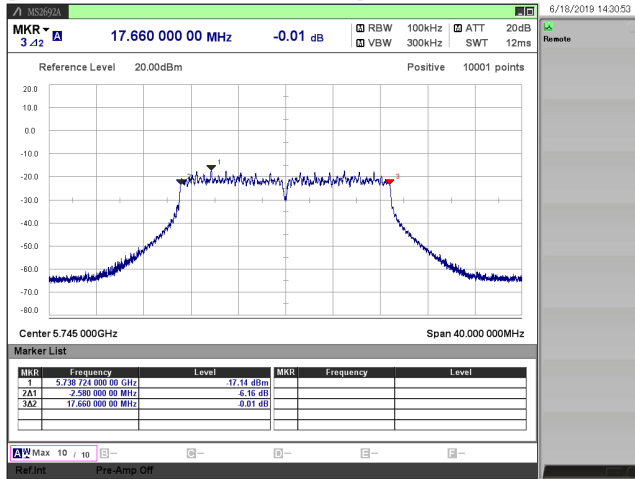 MS2692A
6/18/2019 14:30:53
MKR 17.660 000 00 MHz -0.01 dB RBW 100kHz ATT 20dB
3 Δ2 A VBW 300kHz SWT 12ms
Remote
Reference Level 20.00dBm Positive 10001 points
20.0
10.0
0.0
-10.0
-20.0
-30.0
-40.0
-50.0
-60.0
-70.0
-80.0
1
2
3
Center 5.745 000GHz Span 40.000 000MHz
Marker List
MKR Frequency Level MKR Frequency Level
1 5.738 724 000 00 GHz -17.14 dBm
2Δ1 -2.580 000 00 MHz -6.16 dB
3Δ2 17.660 000 00 MHz -0.01 dB
A W Max 10 / 10 B— C— D— E— F—
Ref.Int Pre-Amp Off